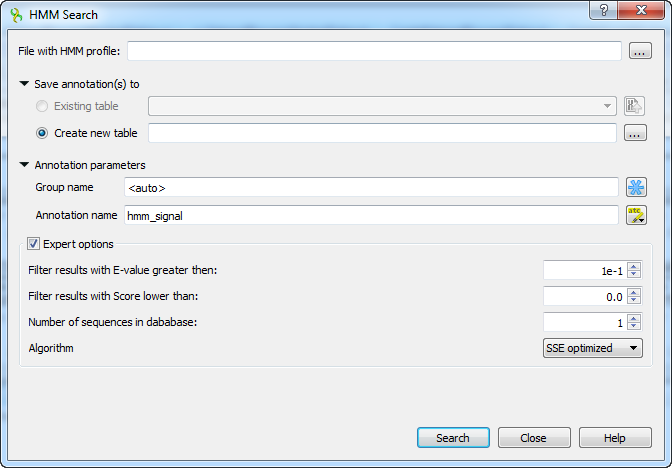 HMM Search
File with HMM profile:
...
Save annotation(s) to
Existing table
Create new table
...
Annotation parameters
Group name <auto>
Annotation name hmm_signal
Expert options
Filter results with E-value greater then: 1e-1
Filter results with Score lower than: 0.0
Number of sequences in dababase: 1
Algorithm SSE optimized
Search Close Help